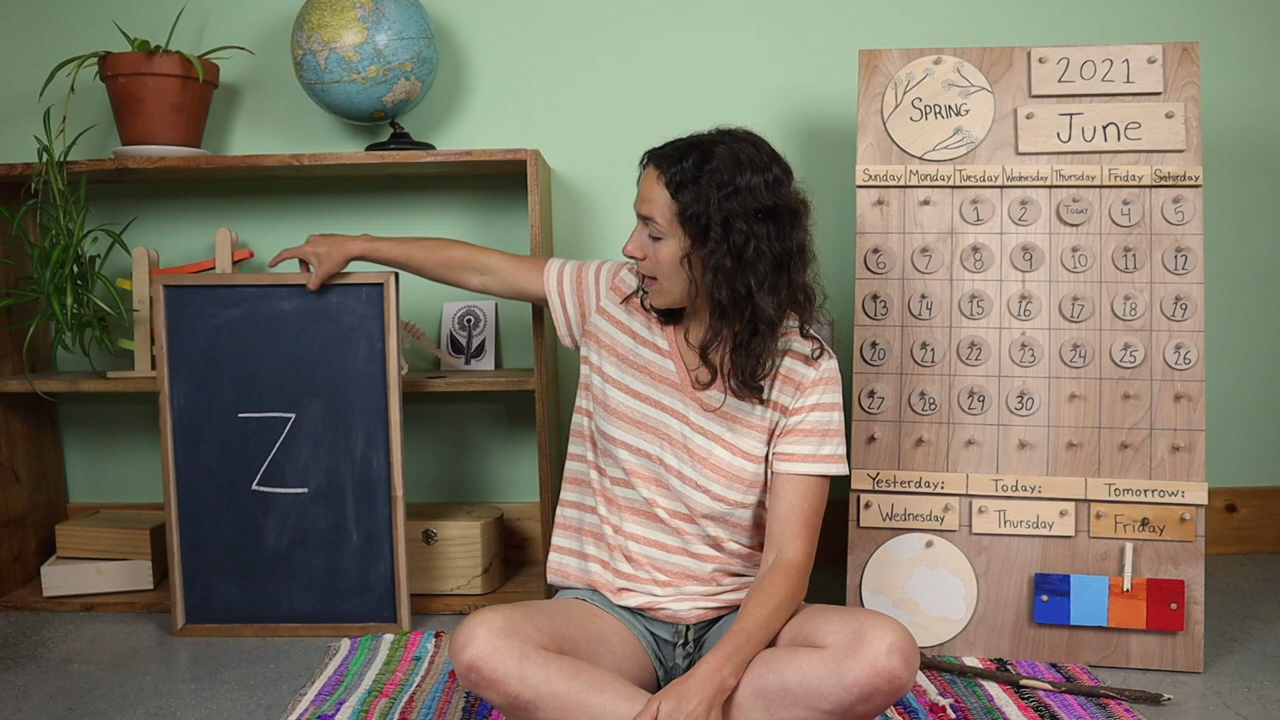 Z
SPRING
2021
June
Sunday Monday Tuesday Wednesday Thursday Friday Saturday
1 2 TODAY 4 5
6 7 8 9 10 11 12
13 14 15 16 17 18 19
20 21 22 23 24 25 26
27 28 29 30
Yesterday: Today: Tomorrow:
Wednesday Thursday Friday